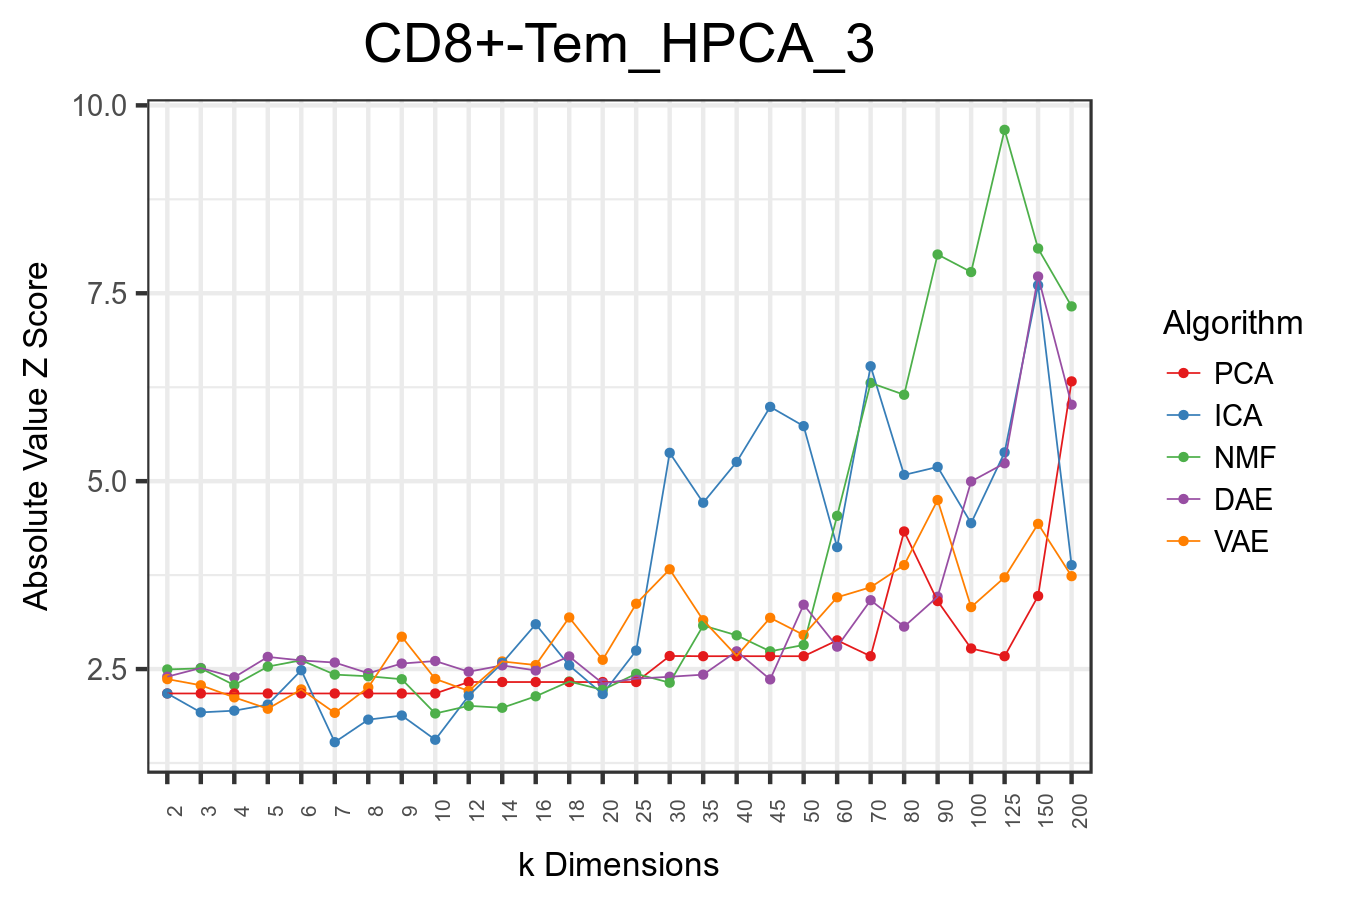 CD8+-Tem_HPCA_3
10.0
7.5
5.0
2.5
Absolute Value Z Score
2 3 4 5 6 7 8 9 10 12 14 16 18 20 25 30 35 40 45 50 60 70 80 90 100 125 150 200
k Dimensions
Algorithm
PCA
ICA
NMF
DAE
VAE